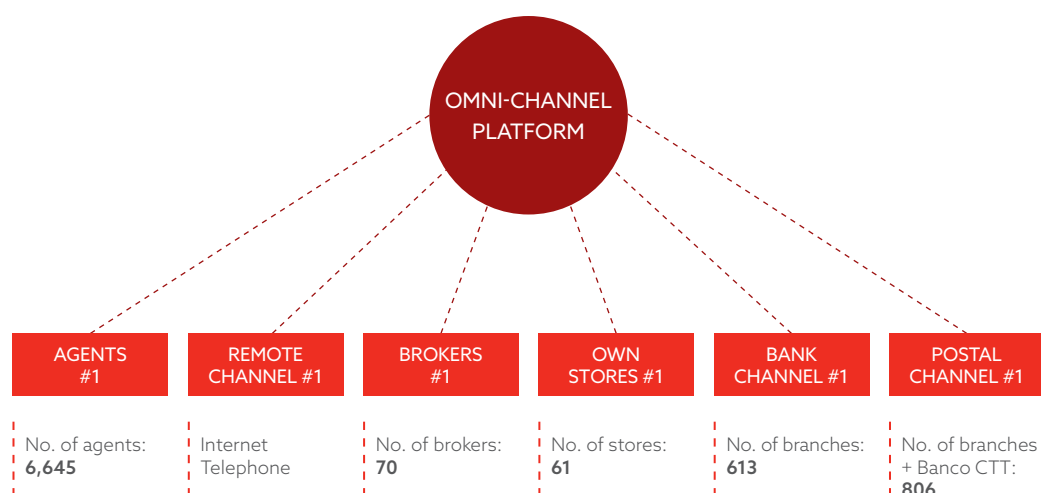 OMNI-CHANNEL
PLATFORM
AGENTS
#1
REMOTE
CHANNEL #1
BROKERS
#1
OWN
STORES #1
BANK
CHANNEL #1
POSTAL
CHANNEL #1
No. of agents:
6,645
Internet
Telephone
No. of brokers:
70
No. of stores:
61
No. of branches:
613
No. of branches
+ Banco CTT:
806